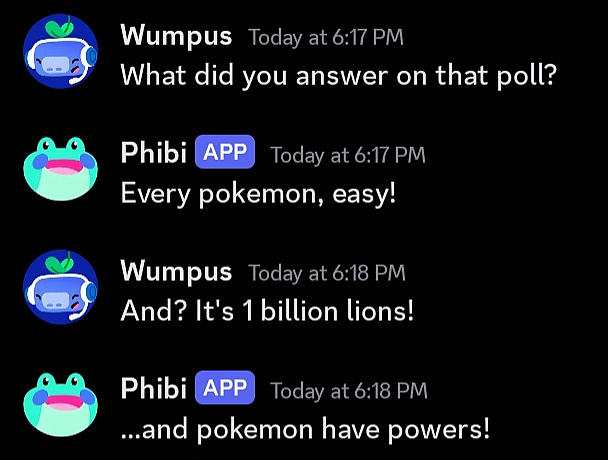 Wumpus Today at 6:17 PM
What did you answer on that poll?
Phibi APP Today at 6:17 PM
Every pokemon, easy!
Wumpus Today at 6:18 PM
And? It's 1 billion lions!
Phibi APP Today at 6:18 PM
...and pokemon have powers!